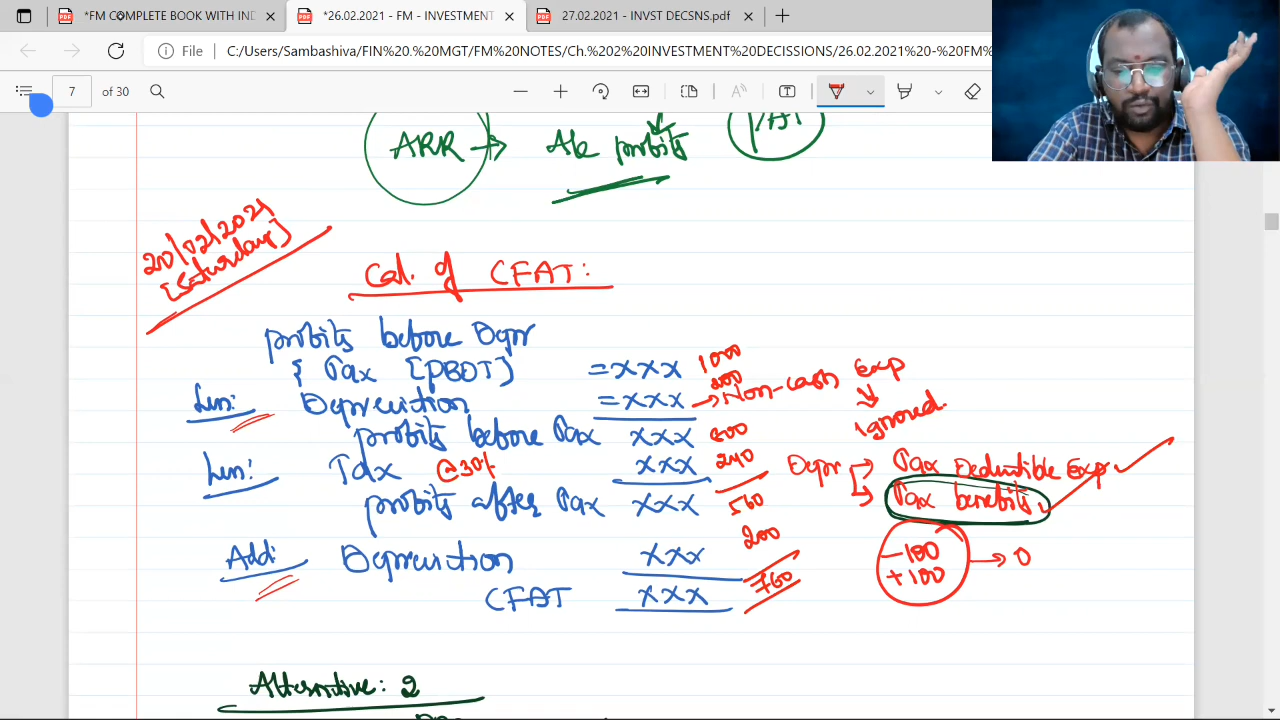 *FM COMPLETE BOOK WITH IND
*26.02.2021 - FM - INVESTMENT
27.02.2021 - INVST DECSNS.pdf
File
C:/Users/Sambashiva/FIN%20.%20MGT/FM%20NOTES/Ch.%202%20INVESTMENT%20DECISSIONS/26.02.2021%20-%20FM%
7 of 30
ARR → A/c profits PAT
20/02/2021
[Saturday]
Cal. of CFAT:
profits before Depr
& Tax [PBDT] = xxx 1000
Less: Depreciation = xxx 200 → Non-cash Exp
Ignored.
profits before Tax xxx 800
Less: Tax @30% xxx 240
Depr → Tax Deductible Exp
→ Tax benefits
profits after Tax xxx 560
Add: Depreciation xxx 200
CFAT xxx 760
-100
+100 → 0
Alternative: 2